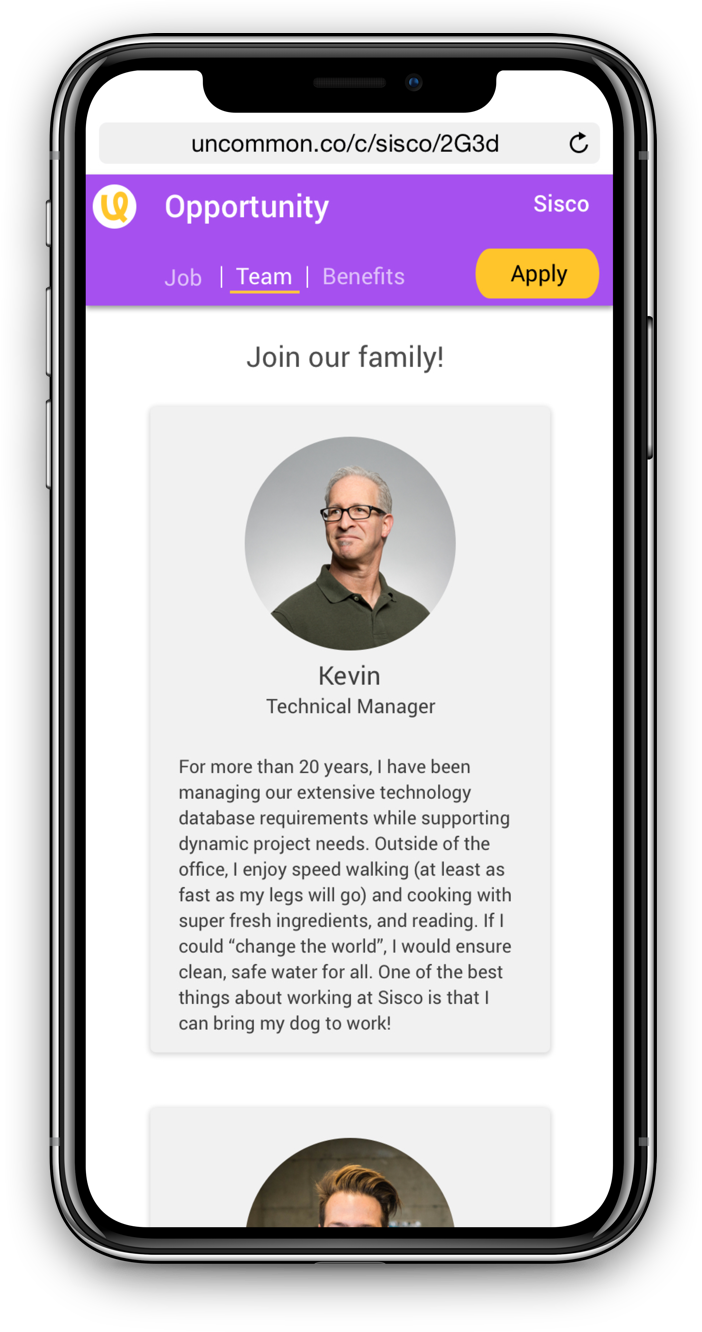 uncommon.co/c/sisco/2G3d
Opportunity
Sisco
Job | Team | Benefits
Apply
Join our family!
Kevin
Technical Manager
For more than 20 years, I have been
managing our extensive technology
database requirements while supporting
dynamic project needs. Outside of the
office, I enjoy speed walking (at least as
fast as my legs will go) and cooking with
super fresh ingredients, and reading. If I
could “change the world”, I would ensure
clean, safe water for all. One of the best
things about working at Sisco is that I
can bring my dog to work!